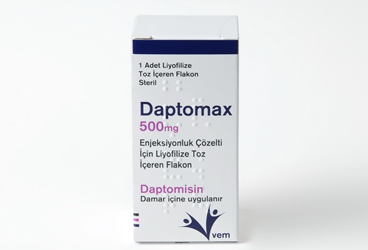 1 Adet Liyofilize
Toz İçeren Flakon
Steril
Daptomax
500mg
Enjeksiyonluk Çözelti
İçin Liyofilize Toz
İçeren Flakon
Daptomisin
Damar içine uygulanır
vem